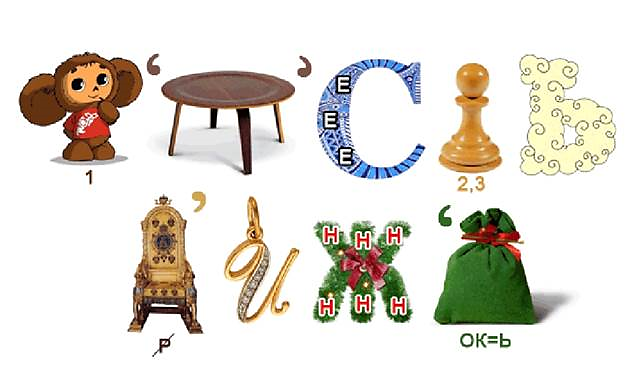 ‘ ’ С Е Е Е Ь
1 2,3
’ И Ж Н Н Н Н Н Н ‘
Р ОК=Ь